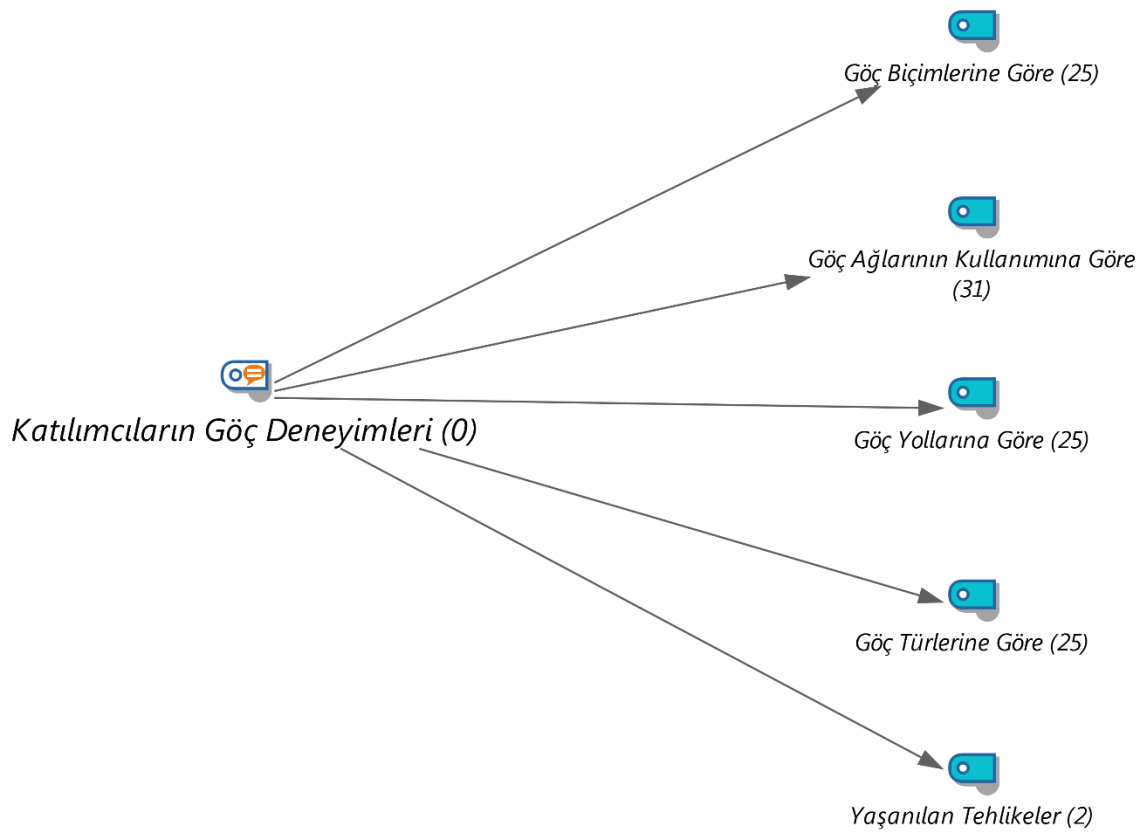 Göç Biçimlerine Göre (25)
Göç Ağlarının Kullanımına Göre
(31)
Katılımcıların Göç Deneyimleri (0)
Göç Yollarına Göre (25)
Göç Türlerine Göre (25)
Yaşanılan Tehlikeler (2)